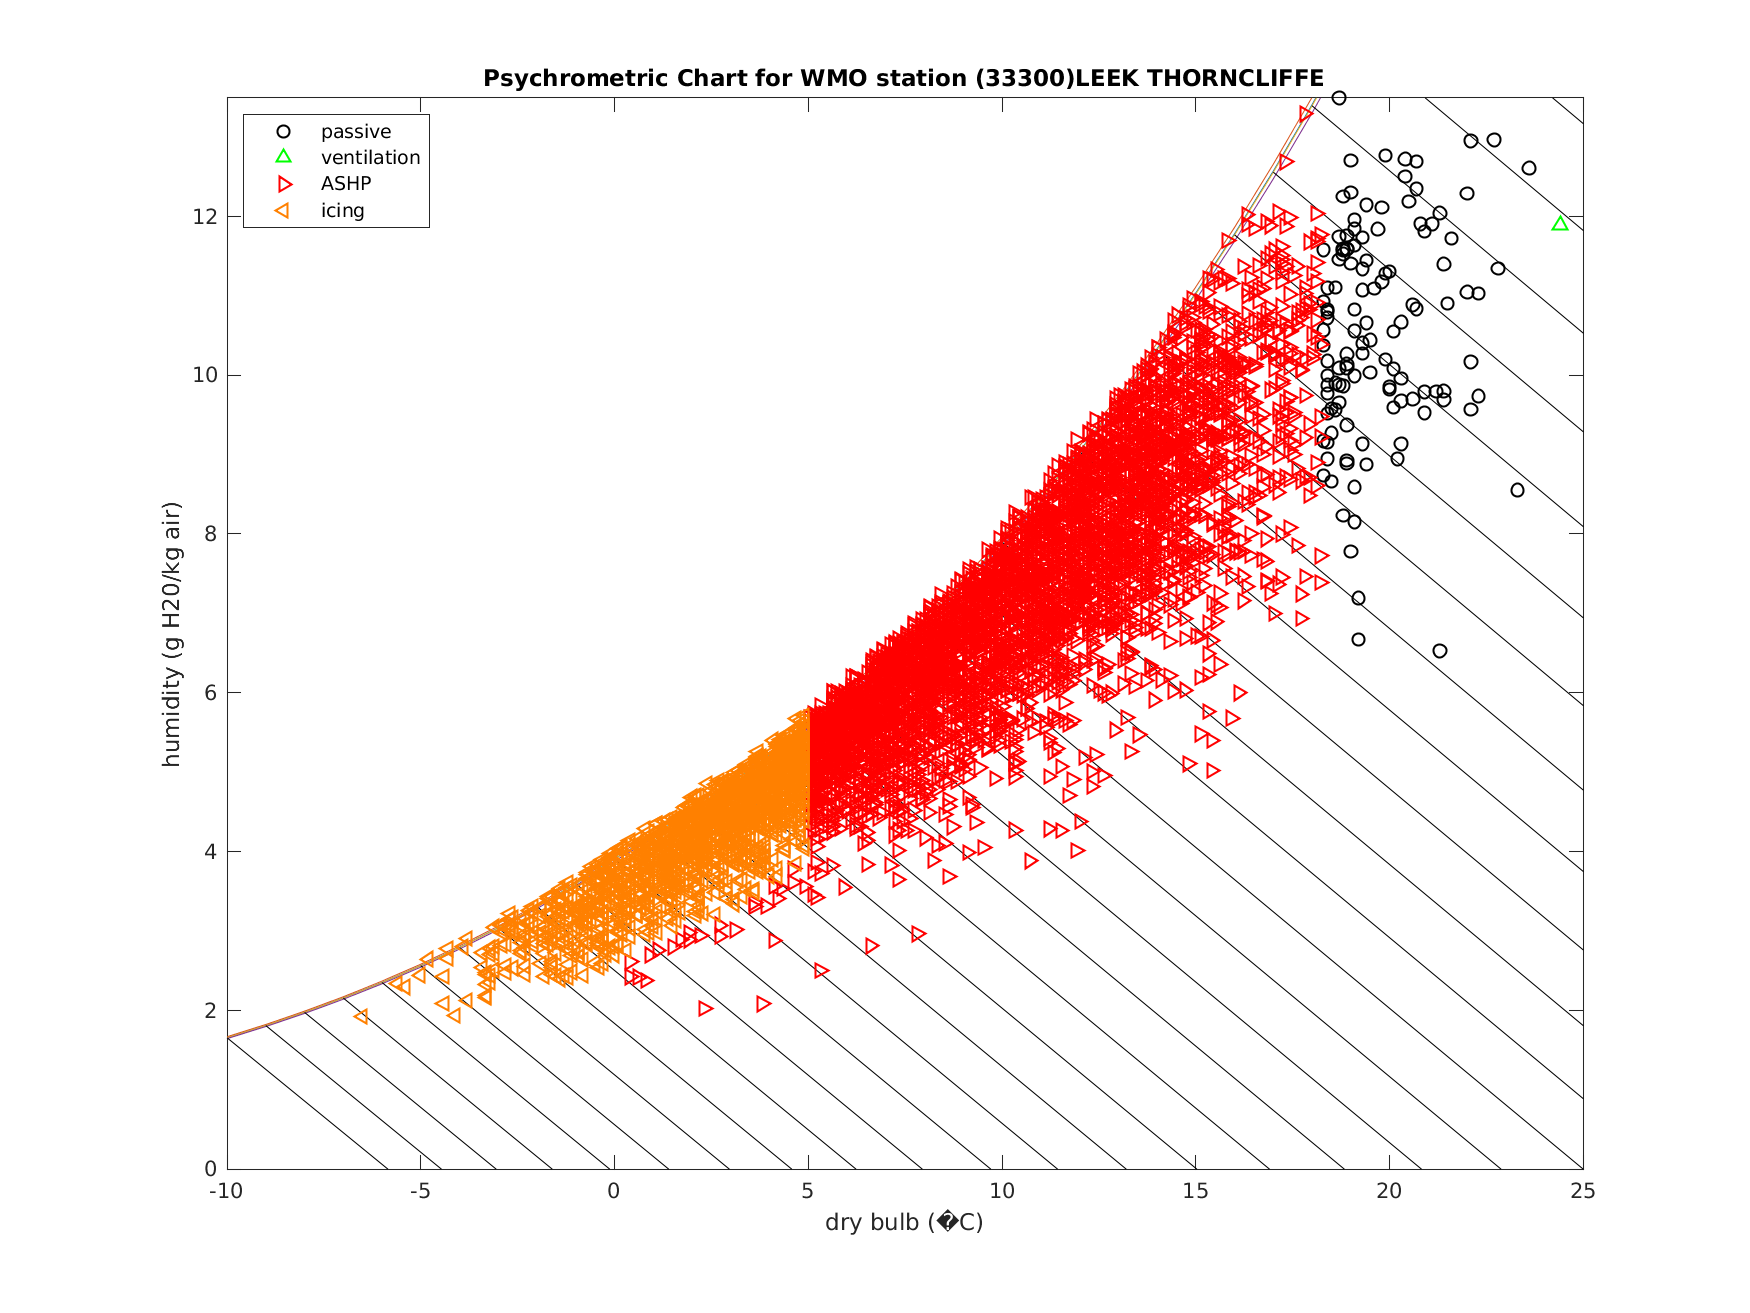 Psychrometric Chart for WMO station (33300)LEEK THORNCLIFFE
passive
ventilation
ASHP
icing
humidity (g H20/kg air)
12
10
8
6
4
2
0
-10 -5 0 5 10 15 20 25
dry bulb (�C)